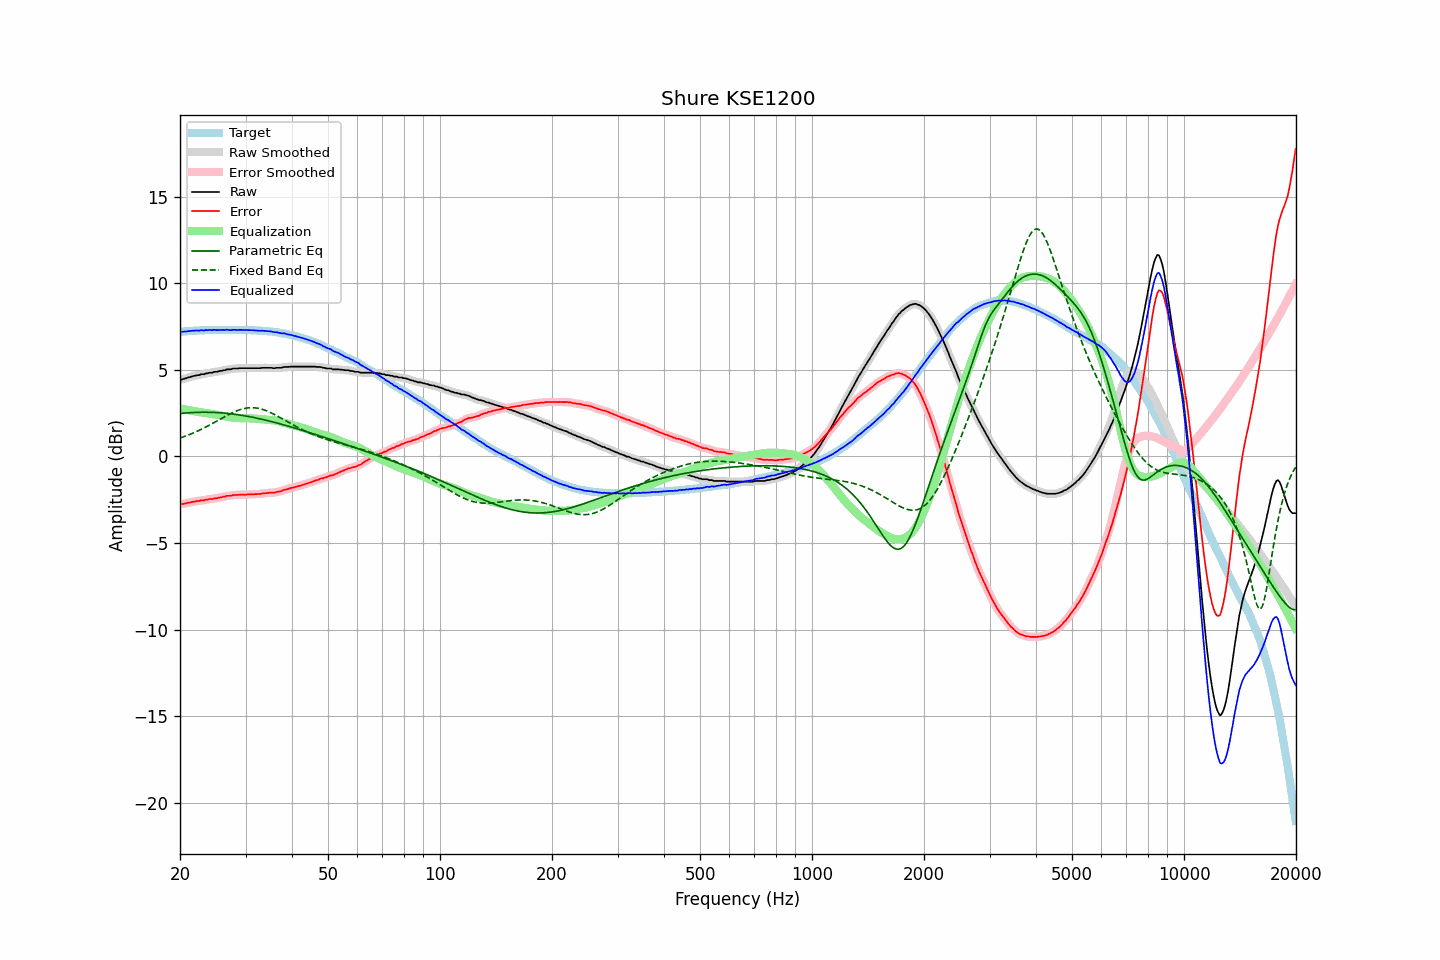 Shure KSE1200
Target
Raw Smoothed
Error Smoothed
Raw
Error
Equalization
Parametric Eq
Fixed Band Eq
Equalized
Amplitude (dBr)
15
10
5
0
−5
−10
−15
−20
20 50 100 200 500 1000 2000 5000 10000 20000
Frequency (Hz)